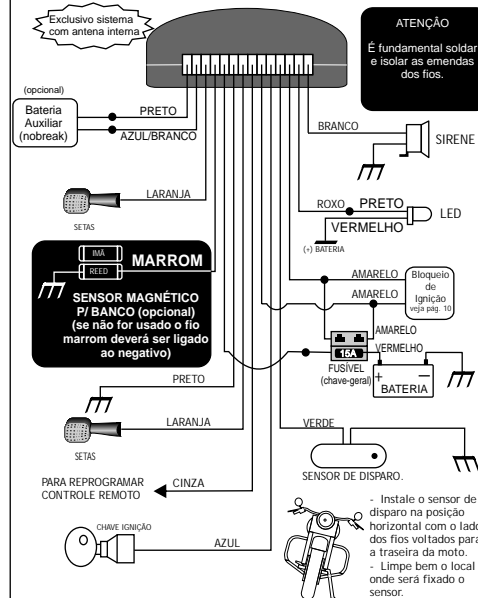 Exclusivo sistema
com antena interna
ATENÇÃO
É fundamental soldar
e isolar as emendas
dos fios.
(opcional)
Bateria
Auxiliar
(nobreak)
PRETO
AZUL/BRANCO
BRANCO
SIRENE
LARANJA
SETAS
ROXO
PRETO
VERMELHO
LED
(+) BATERIA
IMÃ
REED
MARROM
SENSOR MAGNÉTICO
P/ BANCO (opcional)
(se não for usado o fio
marrom deverá ser ligado
ao negativo)
AMARELO
AMARELO
Bloqueio
de
Ignição
veja pág. 10
AMARELO
VERMELHO
15A
FUSÍVEL
(chave-geral)
+
—
BATERIA
PRETO
LARANJA
SETAS
VERDE
SENSOR DE DISPARO.
PARA REPROGRAMAR
CONTROLE REMOTO
CINZA
CHAVE IGNIÇÃO
AZUL
- Instale o sensor de
disparo na posição
horizontal com o lado
dos fios voltados para
a traseira da moto.
- Limpe bem o local
onde será fixado o
sensor.